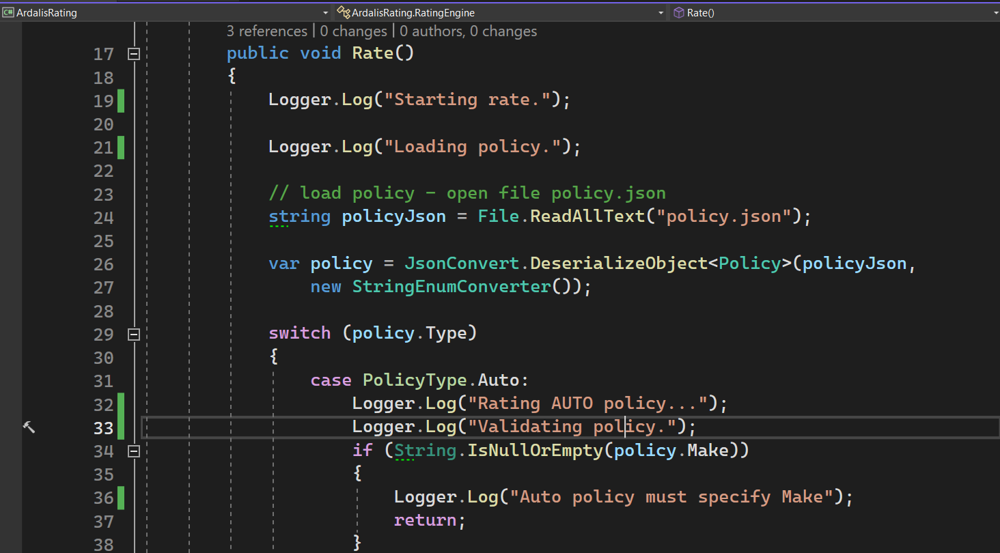 C# ArdalisRating ArdalisRating.RatingEngine Rate()
3 references | 0 changes | 0 authors, 0 changes
17 public void Rate()
18 {
19 Logger.Log("Starting rate.");
20
21 Logger.Log("Loading policy.");
22
23 // load policy - open file policy.json
24 string policyJson = File.ReadAllText("policy.json");
25
26 var policy = JsonConvert.DeserializeObject<Policy>(policyJson,
27 new StringEnumConverter());
28
29 switch (policy.Type)
30 {
31 case PolicyType.Auto:
32 Logger.Log("Rating AUTO policy...");
33 Logger.Log("Validating policy.");
34 if (String.IsNullOrEmpty(policy.Make))
35 {
36 Logger.Log("Auto policy must specify Make");
37 return;
38 }